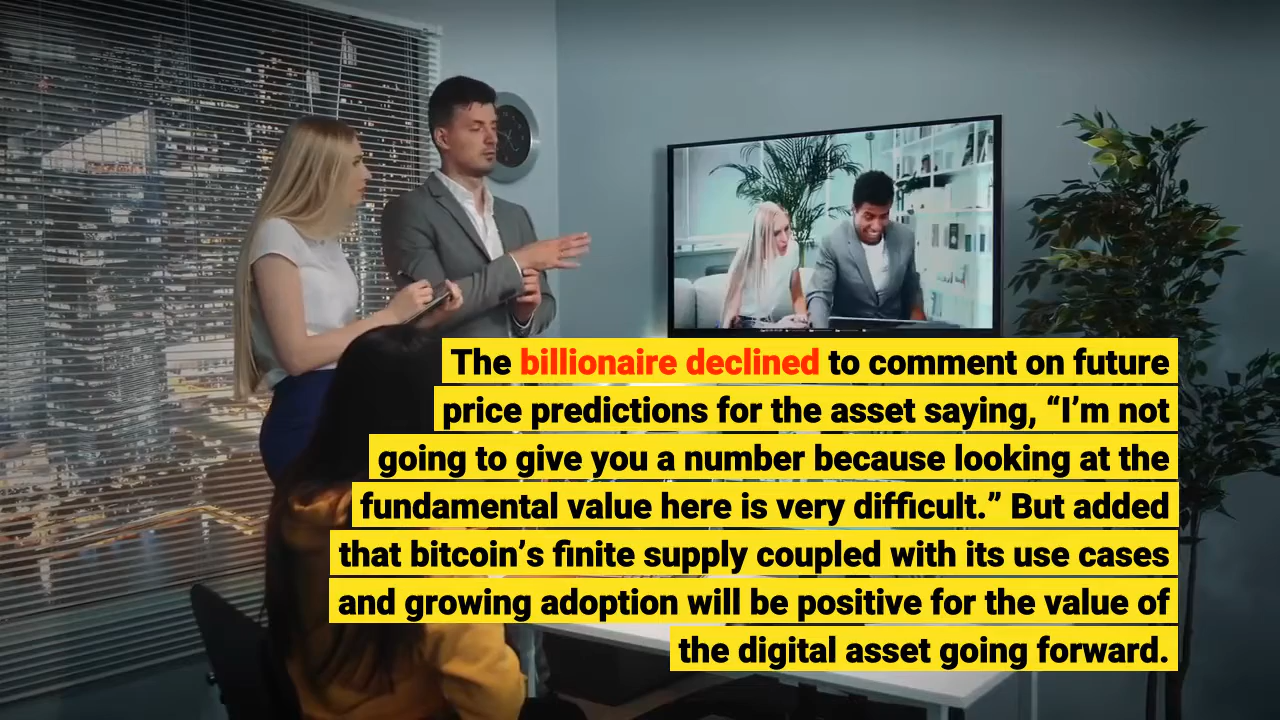 The billionaire declined to comment on future
price predictions for the asset saying, “I’m not
going to give you a number because looking at the
fundamental value here is very difficult.” But added
that bitcoin’s finite supply coupled with its use cases
and growing adoption will be positive for the value of
the digital asset going forward.